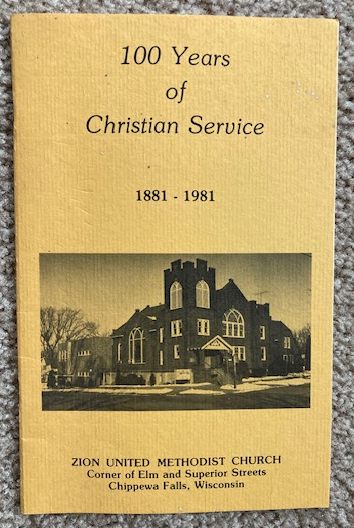 100 Years
of
Christian Service
1881 - 1981
ZION UNITED METHODIST CHURCH
Corner of Elm and Superior Streets
Chippewa Falls, Wisconsin